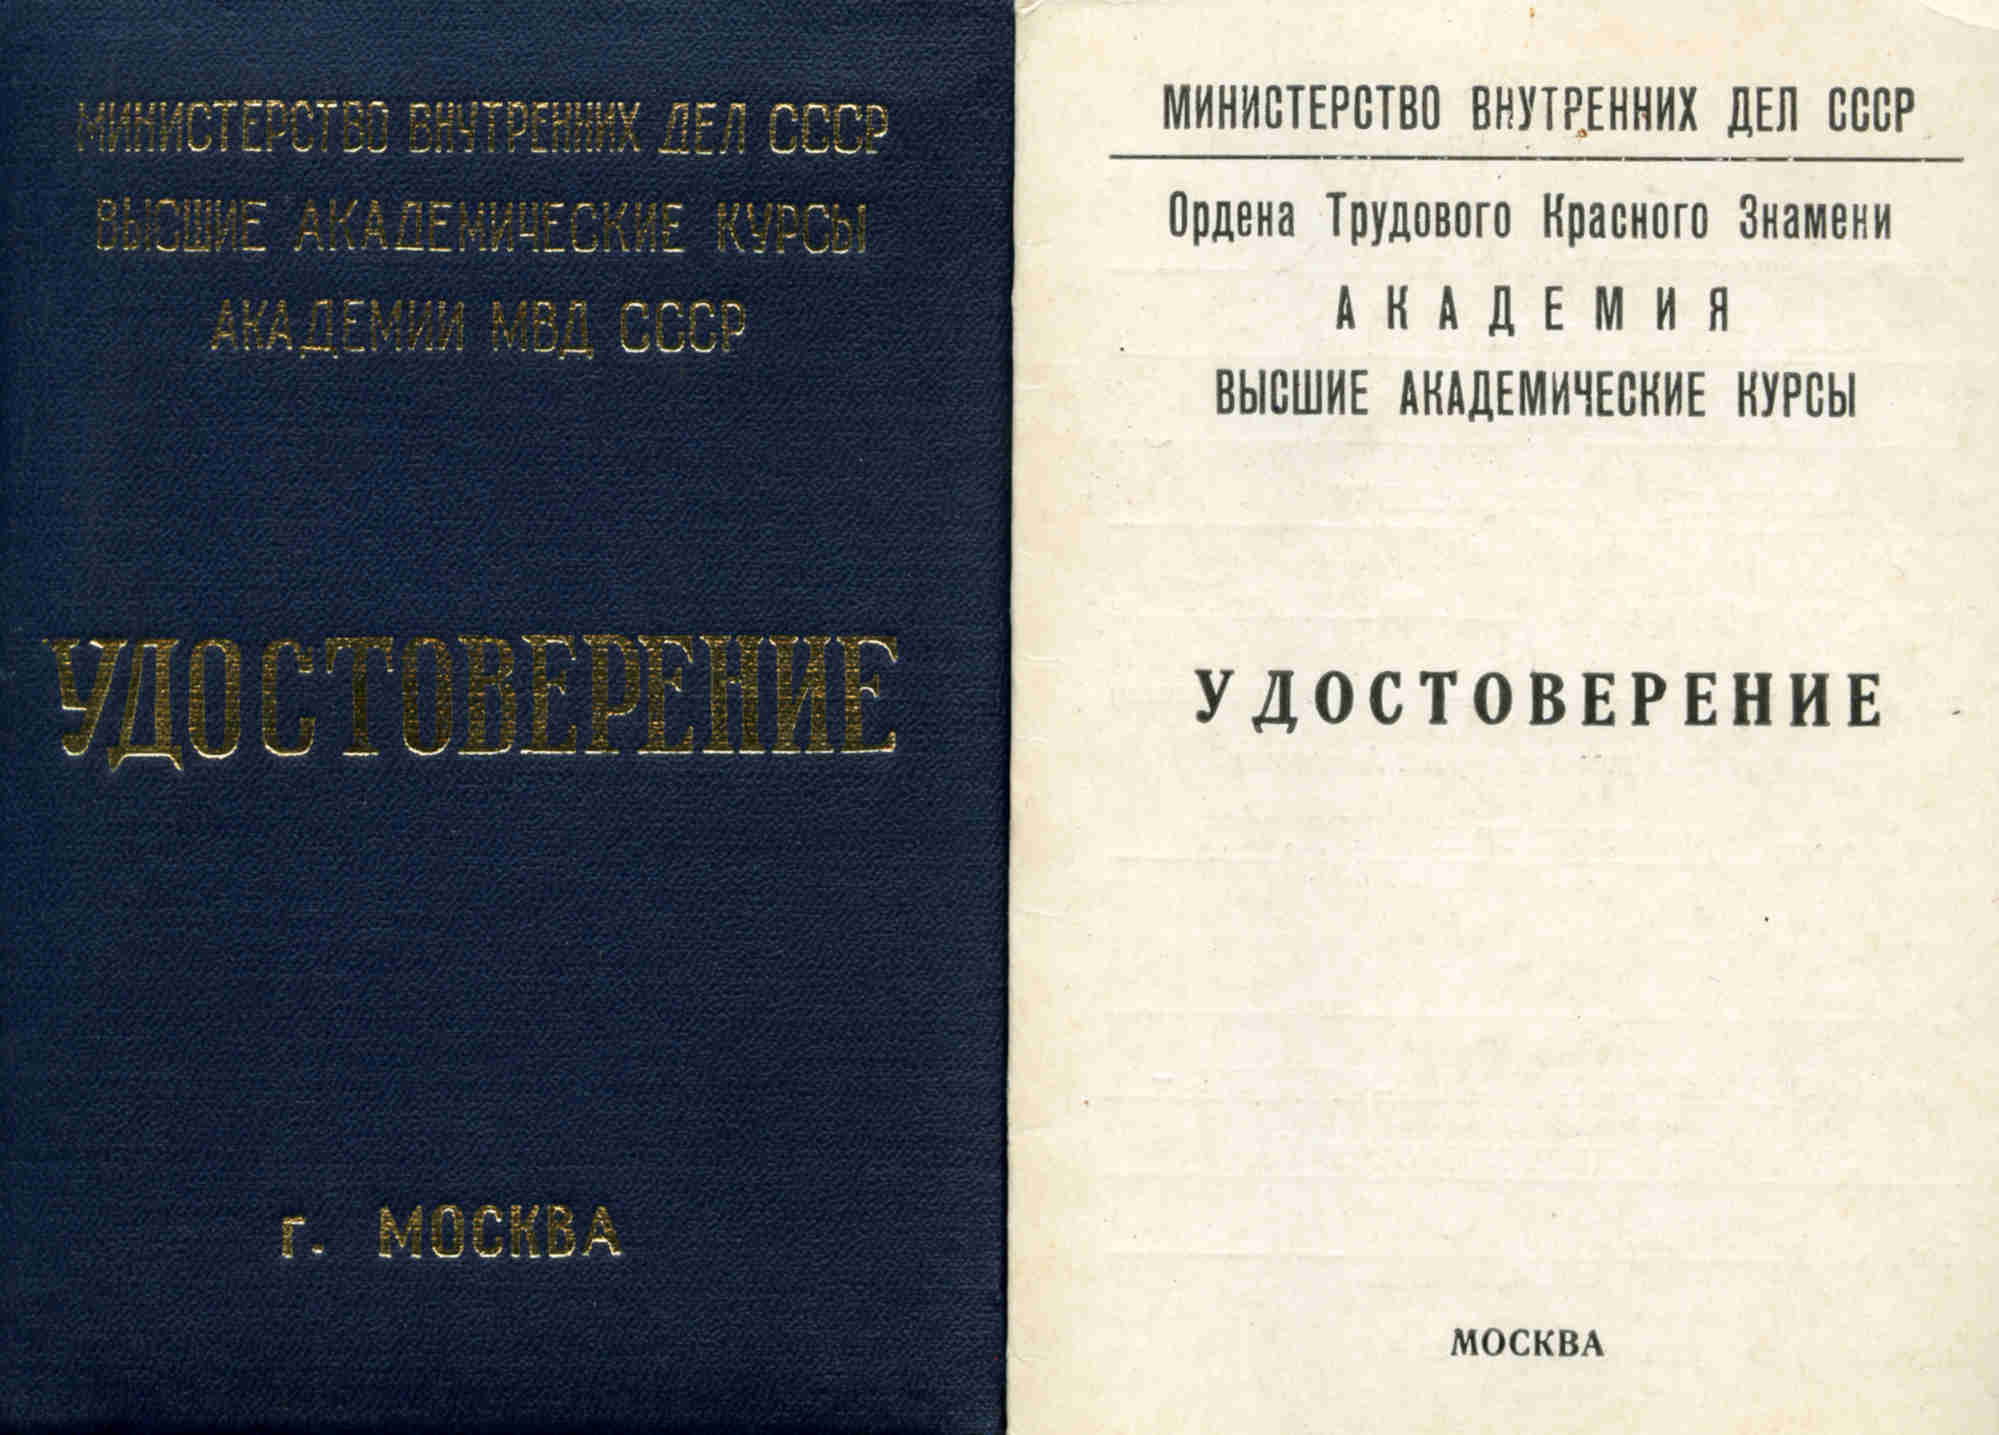 МИНИСТЕРСТВО ВНУТРЕННИХ ДЕЛ СССР
ВЫСШИЕ АКАДЕМИЧЕСКИЕ КУРСЫ
АКАДЕМИИ МВД СССР
УДОСТОВЕРЕНИЕ
г. МОСКВА
МИНИСТЕРСТВО ВНУТРЕННИХ ДЕЛ СССР
Ордена Трудового Красного Знамени
АКАДЕМИЯ
ВЫСШИЕ АКАДЕМИЧЕСКИЕ КУРСЫ
УДОСТОВЕРЕНИЕ
МОСКВА